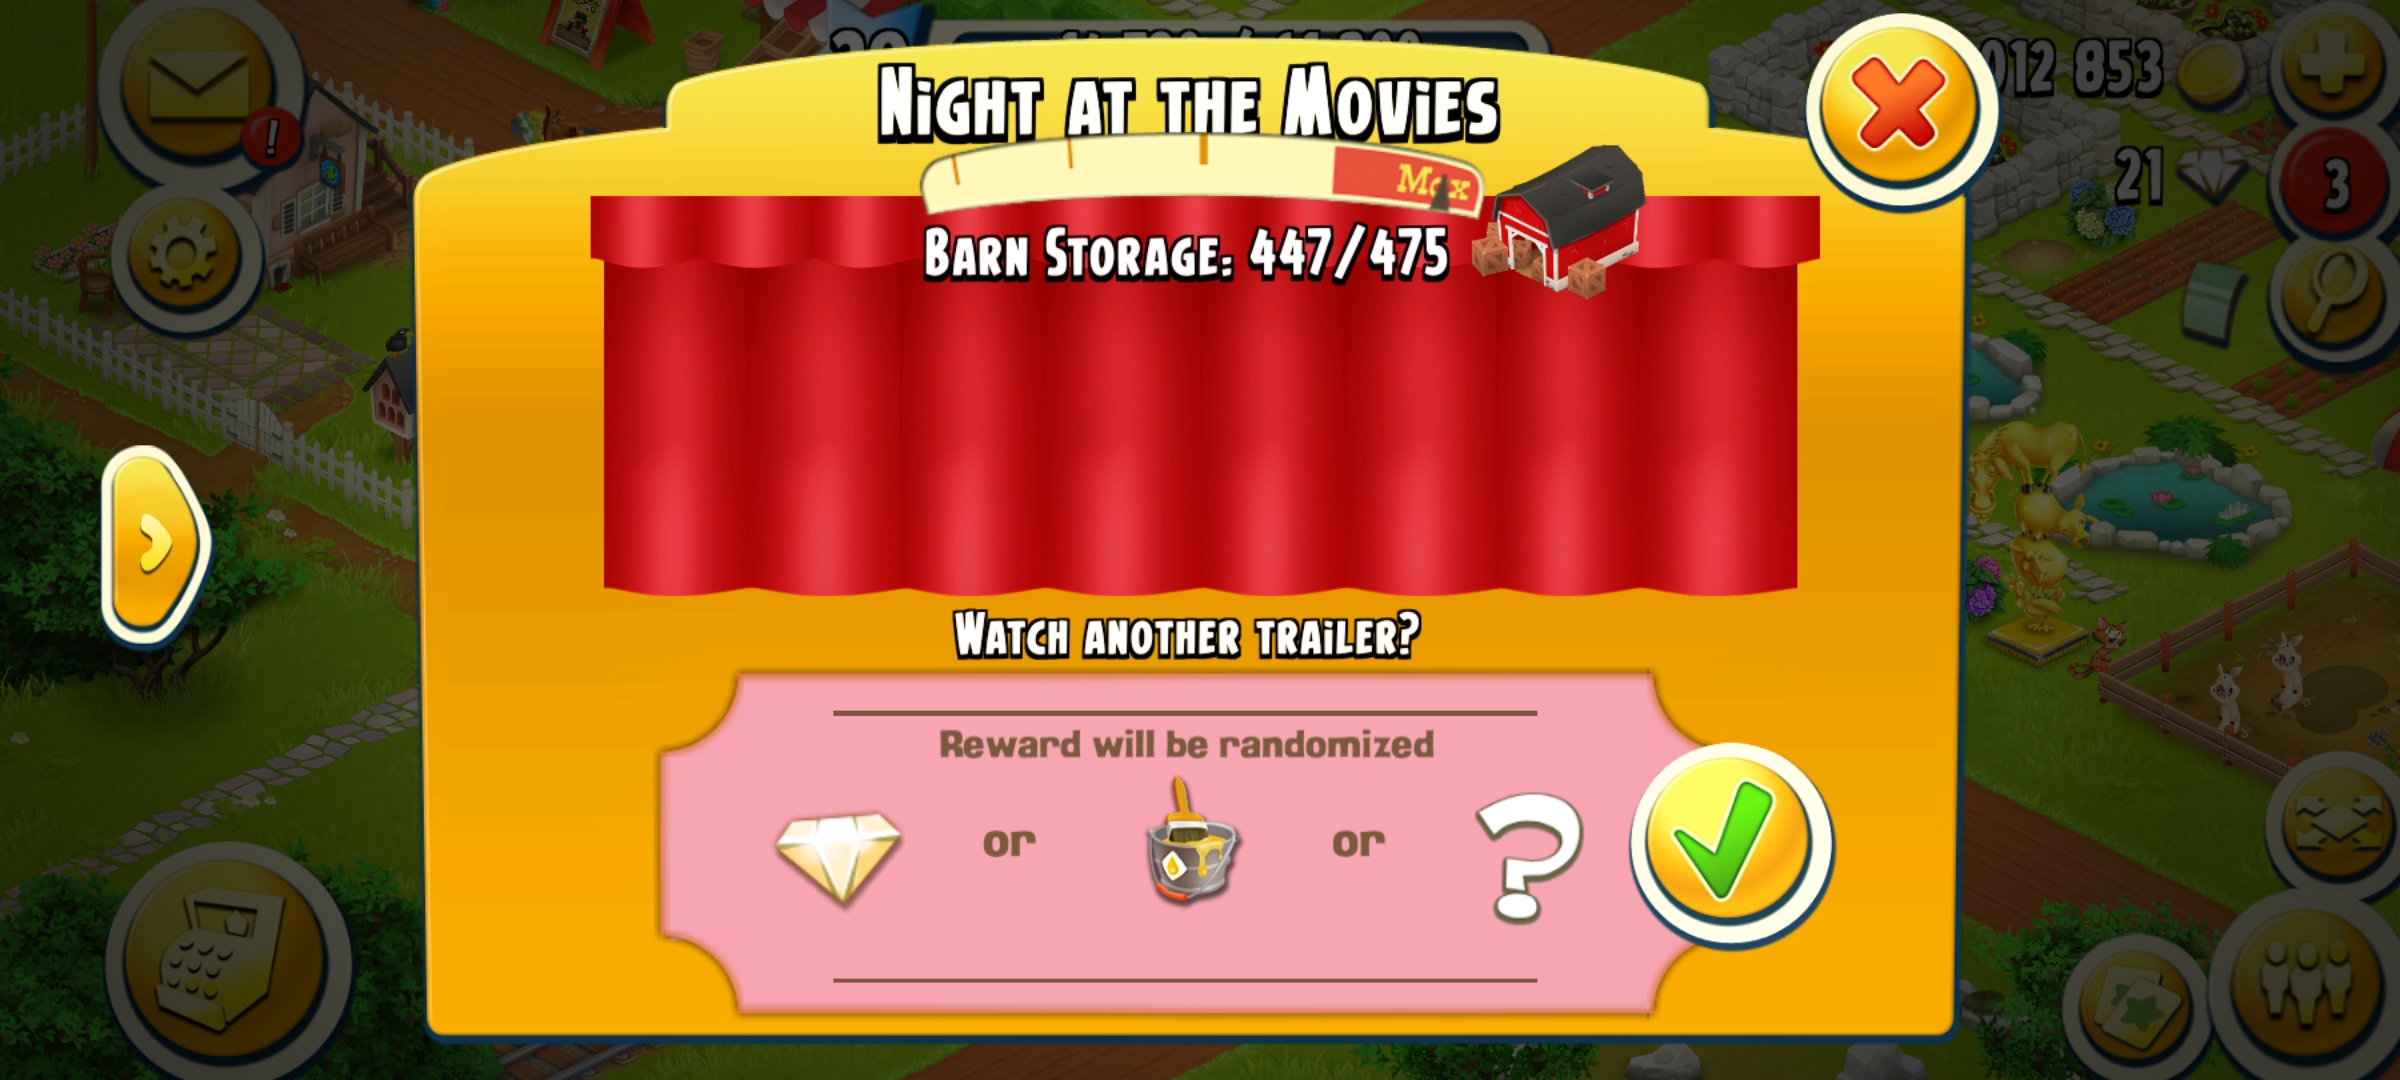 Night at the Movies
012 853
Max
21
3
Barn Storage: 447/475
Watch another trailer?
Reward will be randomized
or
or
?
!